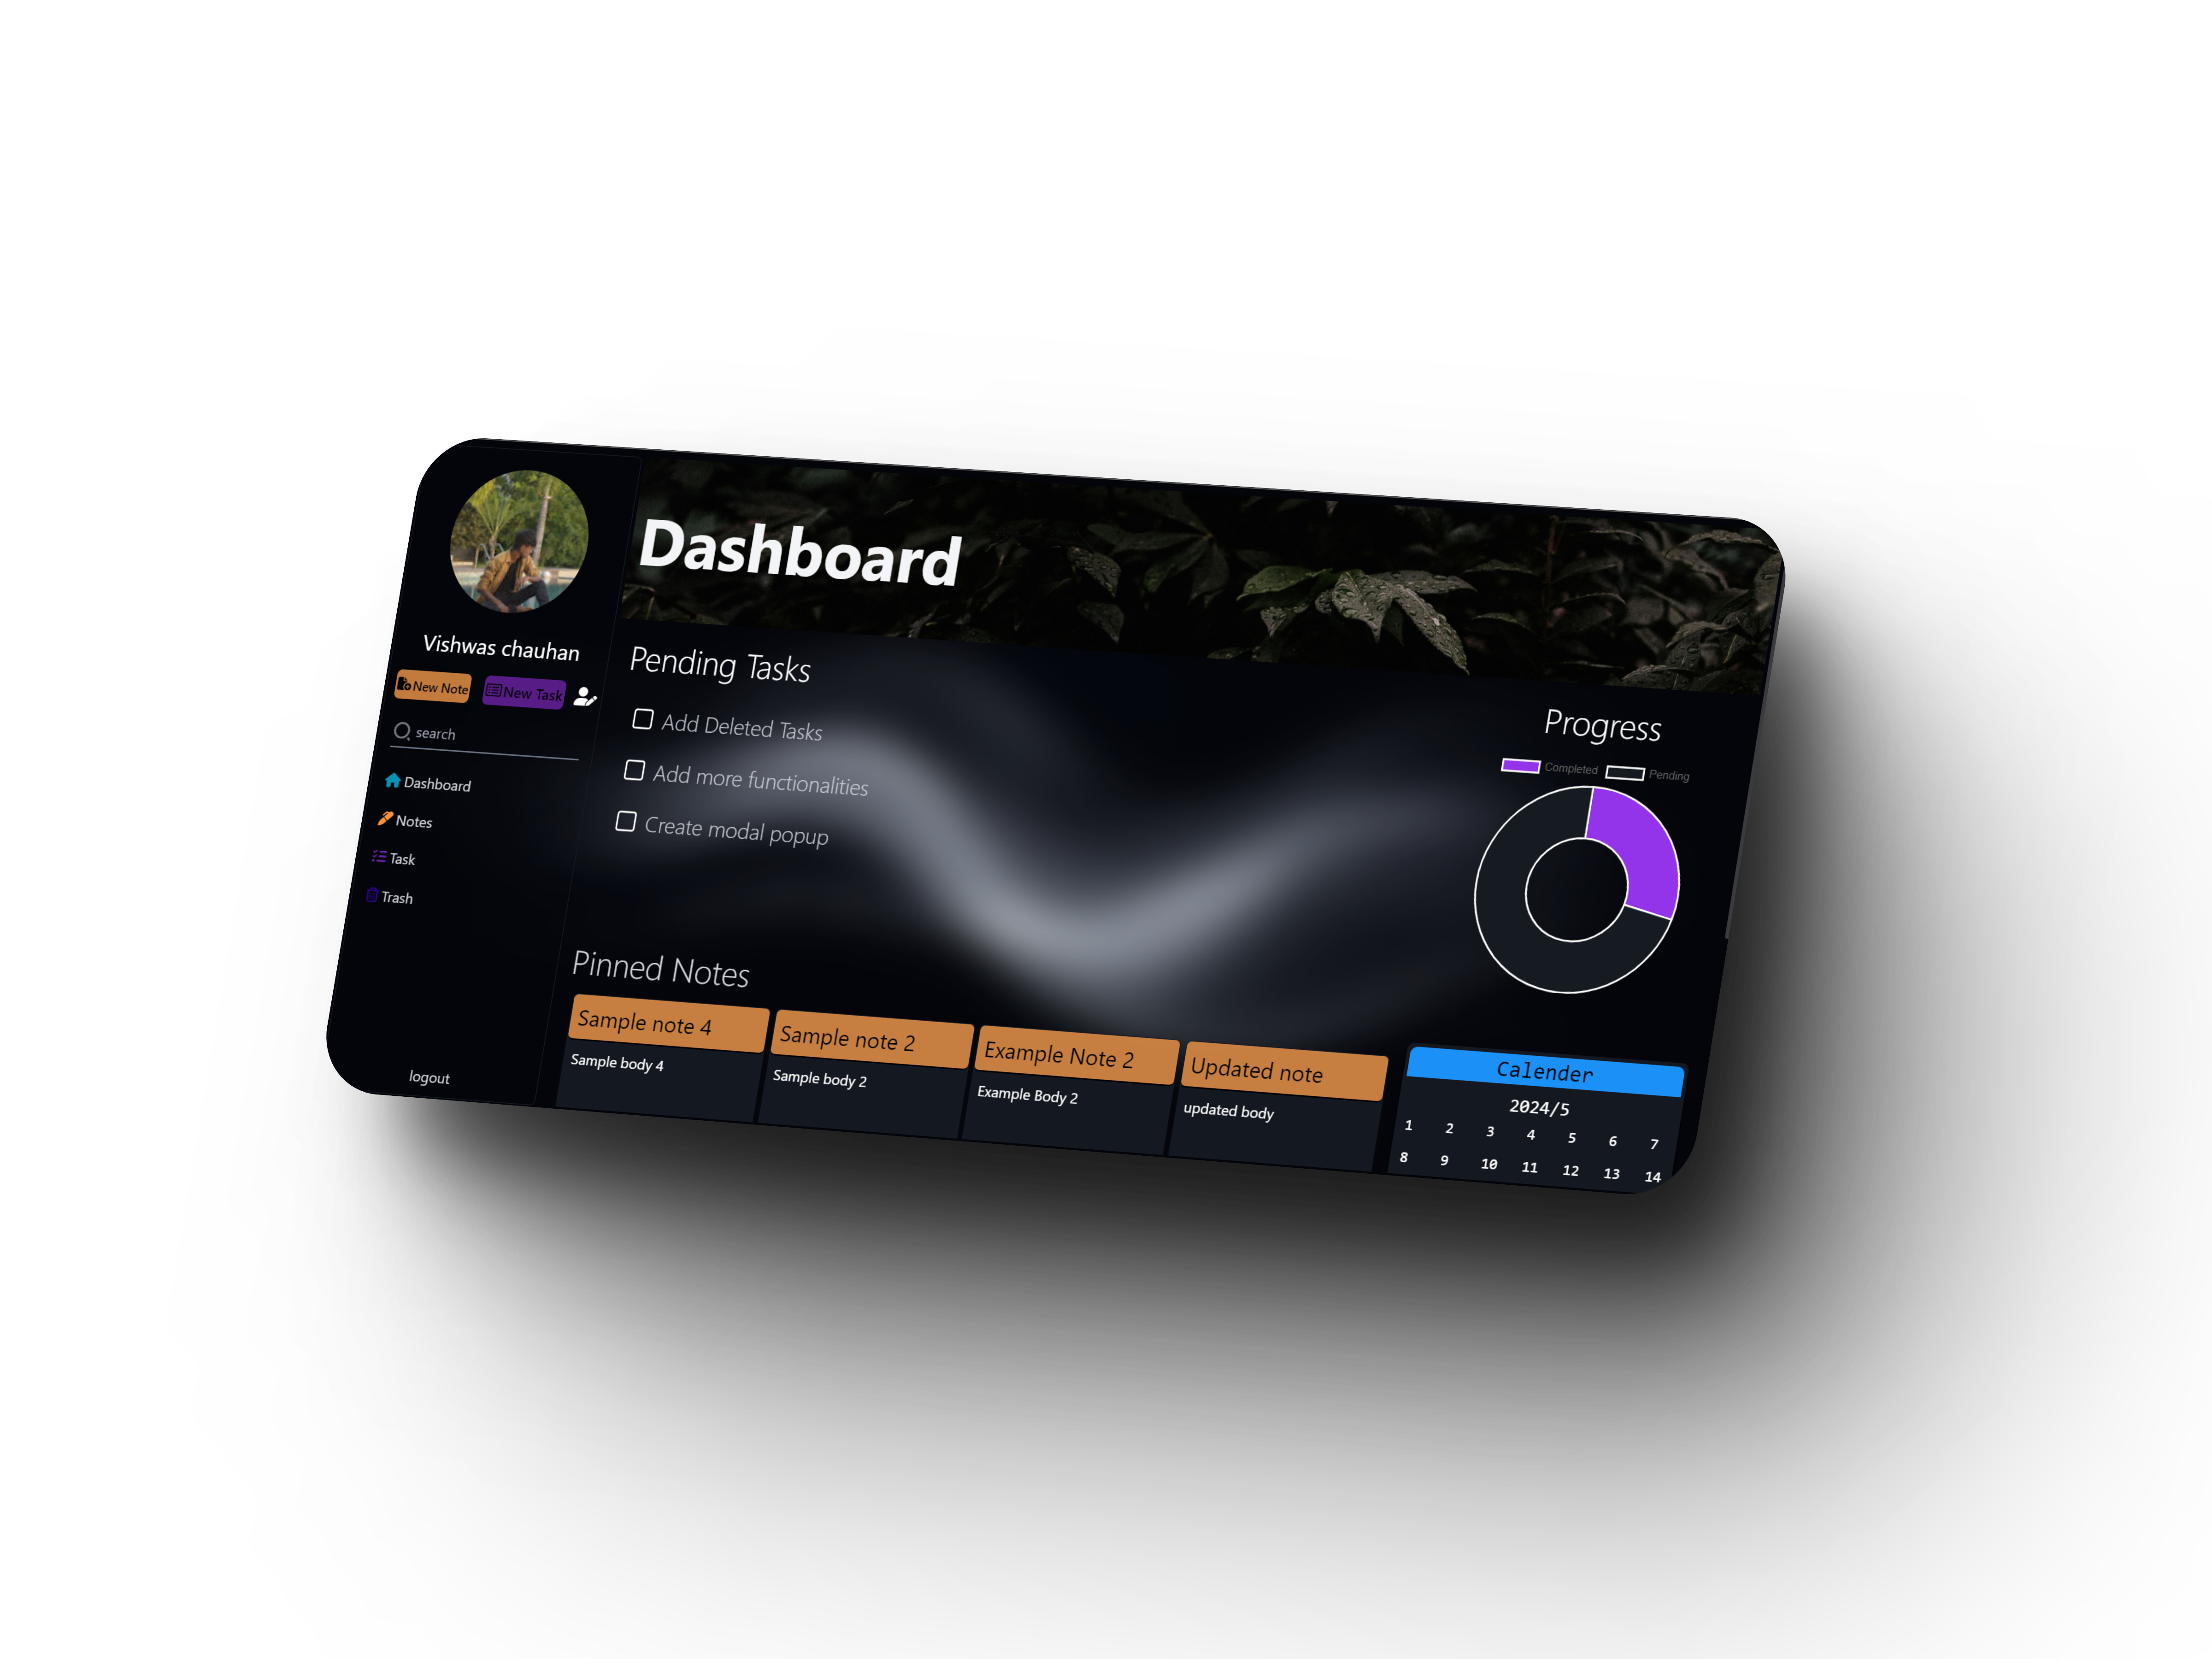 Vishwas chauhan
New Note
New Task
search
Dashboard
Notes
Task
Trash
logout
Dashboard
Pending Tasks
Add Deleted Tasks
Add more functionalities
Create modal popup
Progress
Completed
Pending
Pinned Notes
Sample note 4
Sample body 4
Sample note 2
Sample body 2
Example Note 2
Example Body 2
Updated note
updated body
Calender
2024/5
1 2 3 4 5 6 7
8 9 10 11 12 13 14